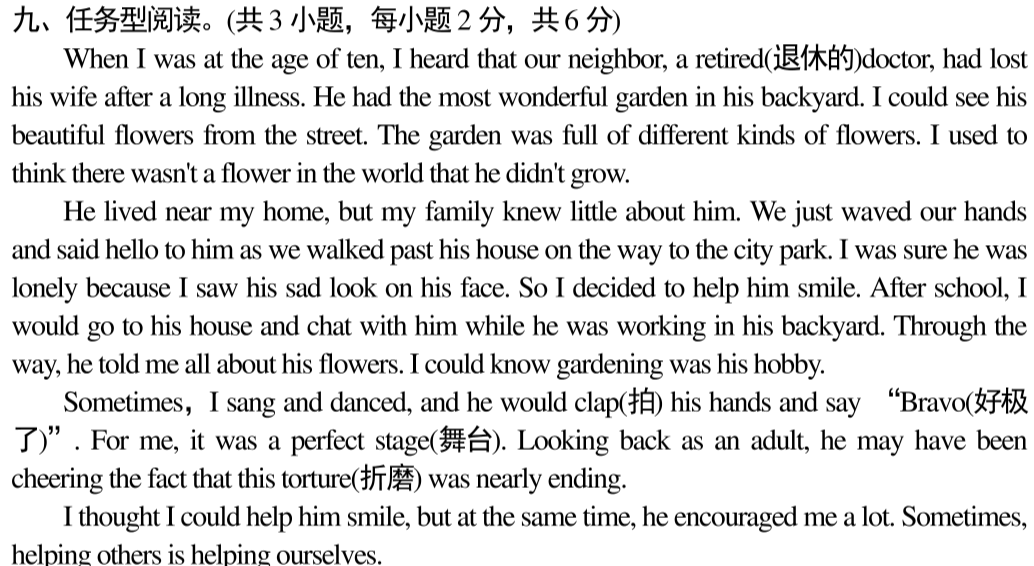 九、任务型阅读。(共 3 小题，每小题 2 分，共 6 分)
When I was at the age of ten, I heard that our neighbor, a retired(退休的)doctor, had lost
his wife after a long illness. He had the most wonderful garden in his backyard. I could see his
beautiful flowers from the street. The garden was full of different kinds of flowers. I used to
think there wasn't a flower in the world that he didn't grow.
He lived near my home, but my family knew little about him. We just waved our hands
and said hello to him as we walked past his house on the way to the city park. I was sure he was
lonely because I saw his sad look on his face. So I decided to help him smile. After school, I
would go to his house and chat with him while he was working in his backyard. Through the
way, he told me all about his flowers. I could know gardening was his hobby.
Sometimes，I sang and danced, and he would clap(拍) his hands and say “Bravo(好极
了)”. For me, it was a perfect stage(舞台). Looking back as an adult, he may have been
cheering the fact that this torture(折磨) was nearly ending.
I thought I could help him smile, but at the same time, he encouraged me a lot. Sometimes,
helping others is helping ourselves.